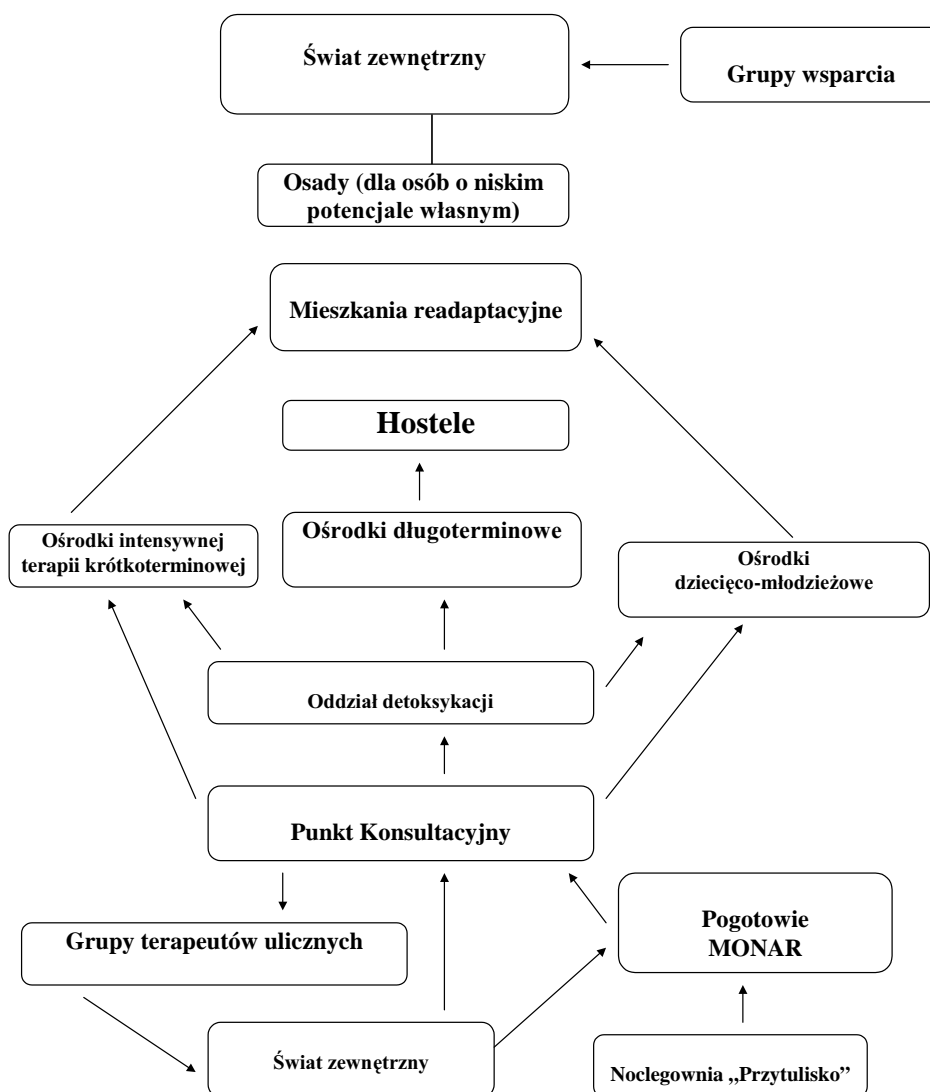 Świat zewnętrzny
Grupy wsparcia
Osady (dla osób o niskim
potencjale własnym)
Mieszkania readaptacyjne
Hostele
Ośrodki intensywnej
terapii krótkoterminowej
Ośrodki długoterminowe
Ośrodki
dziecięco-młodzieżowe
Oddział detoksykacji
Punkt Konsultacyjny
Grupy terapeutów ulicznych
Pogotowie
MONAR
Świat zewnętrzny
Noclegownia „Przytulisko”